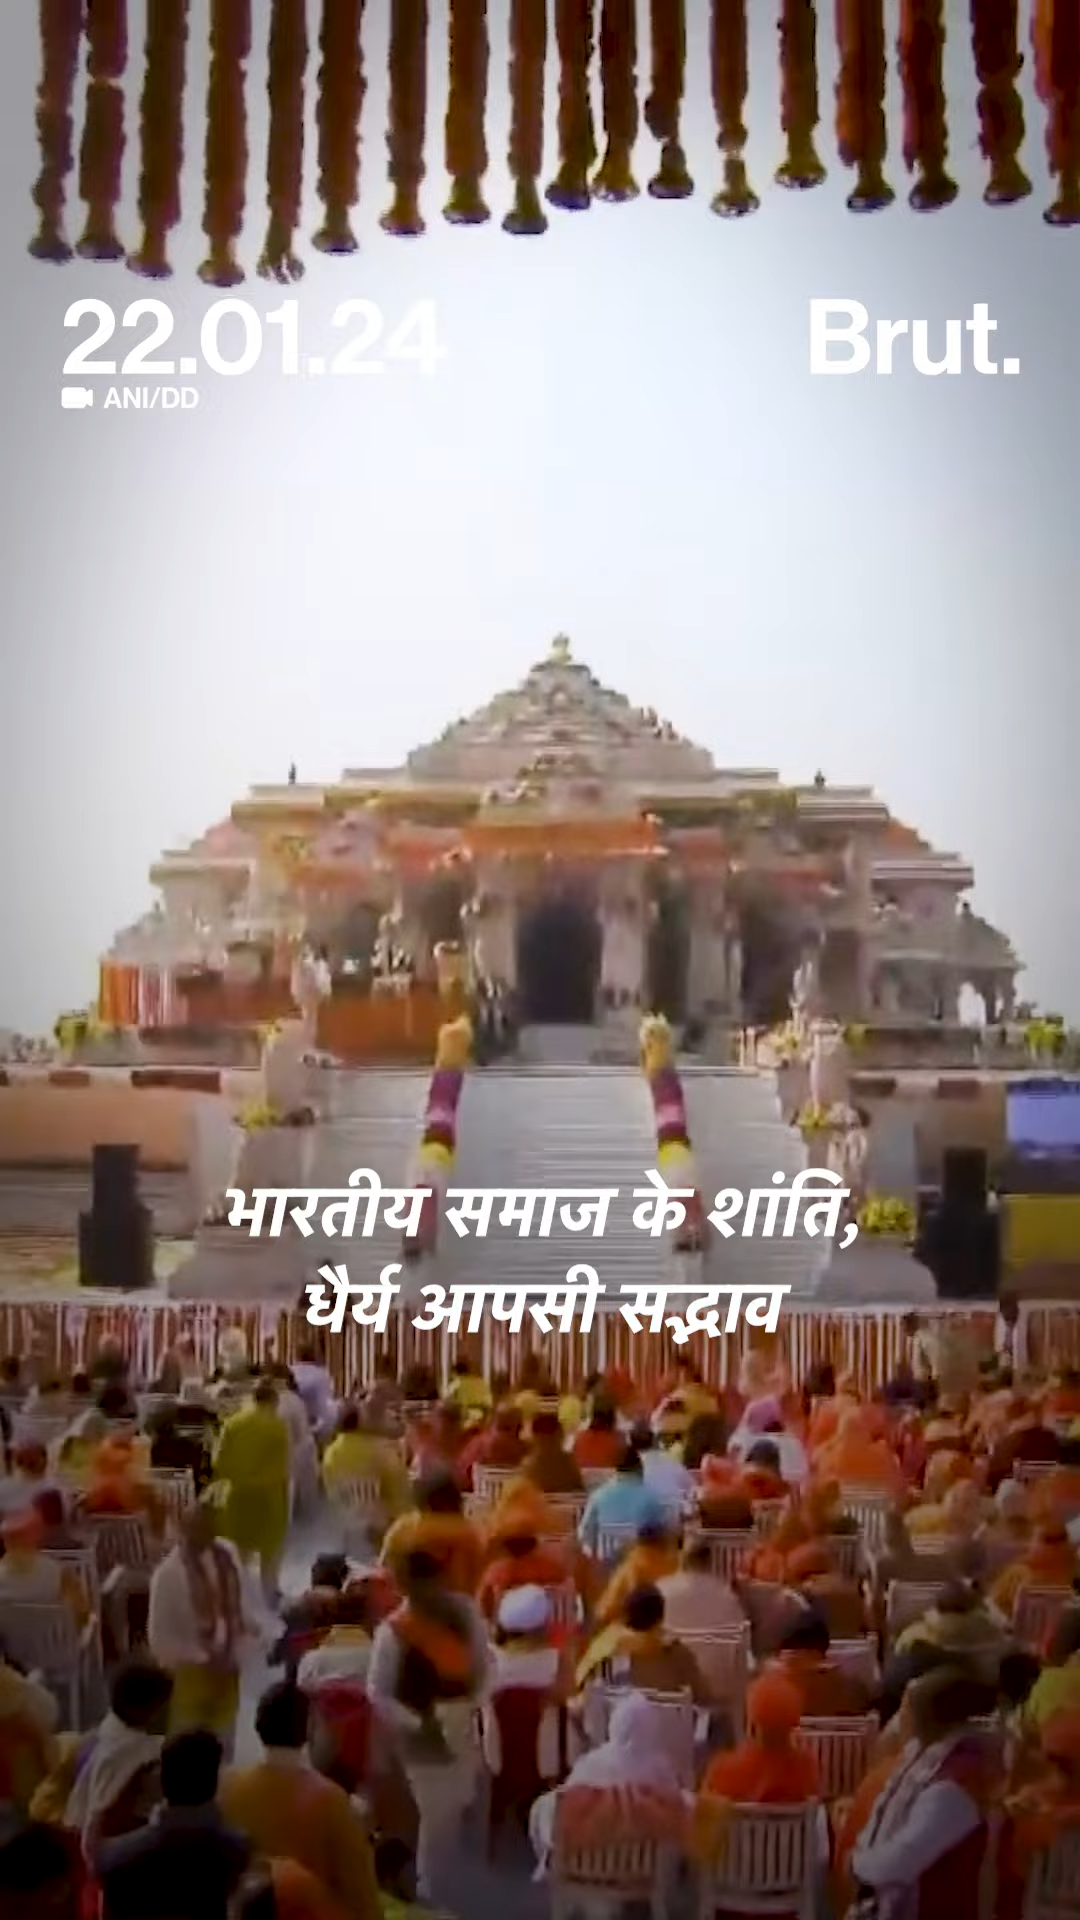 22.01.24
Brut.
ANI/DD
भारतीय समाज के शांति,
धैर्य आपसी सद्भाव